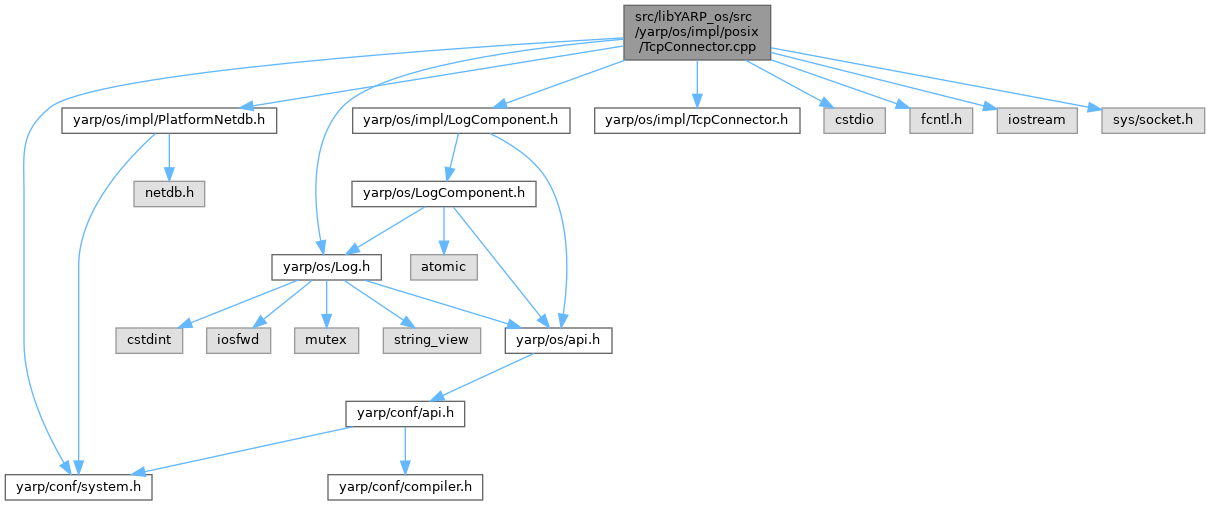 src/libYARP_os/src
/yarp/os/impl/posix
/TcpConnector.cpp
yarp/os/impl/PlatformNetdb.h
yarp/os/impl/LogComponent.h
yarp/os/impl/TcpConnector.h
cstdio
fcntl.h
iostream
sys/socket.h
netdb.h
yarp/os/LogComponent.h
yarp/os/Log.h
atomic
cstdint
iosfwd
mutex
string_view
yarp/os/api.h
yarp/conf/api.h
yarp/conf/system.h
yarp/conf/compiler.h